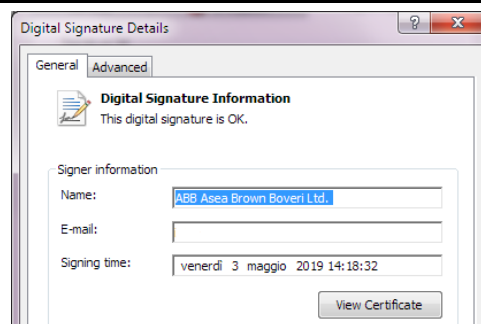 Digital Signature Details
General Advanced
Digital Signature Information
This digital signature is OK.
Signer information
Name: ABB Asea Brown Boveri Ltd.
E-mail:
Signing time: venerdì 3 maggio 2019 14:18:32
View Certificate